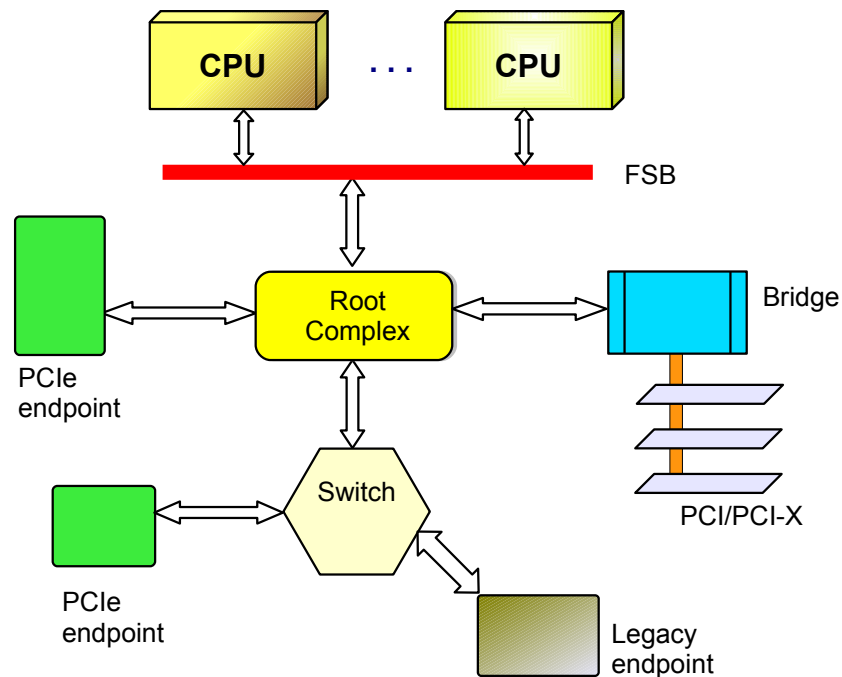 CPU
. . .
CPU
FSB
Root
Complex
Bridge
PCIe
endpoint
Switch
PCI/PCI-X
PCIe
endpoint
Legacy
endpoint